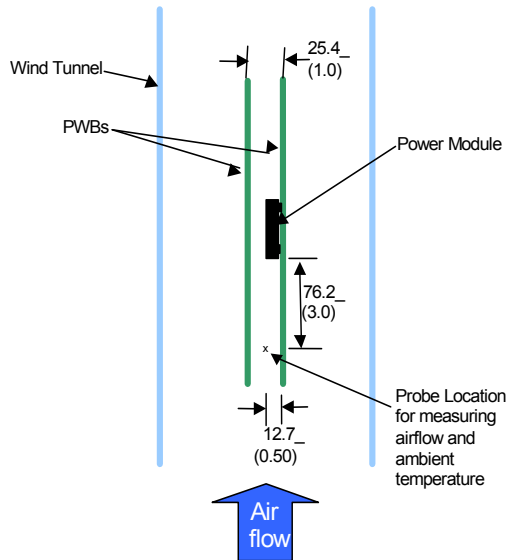 25.4_
(1.0)
Wind Tunnel
PWBs
Power Module
76.2_
(3.0)
x
Probe Location
for measuring
airflow and
ambient
temperature
12.7_
(0.50)
Air
flow